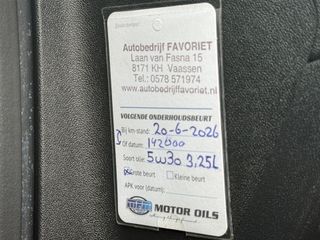 Autobedrijf FAVORIET
Laan van Fasna 15
8171 KH Vaassen
Tel.: 0578 571974
www.autobedrijffavoriet.nl
VOLGENDE ONDERHOUDSBEURT
Bij km-stand: 20-6-2026
Of datum: 142000
Soort olie: 5w30 3.25L
Grote beurt Kleine beurt
APK voor (datum):
MOTOR OILS